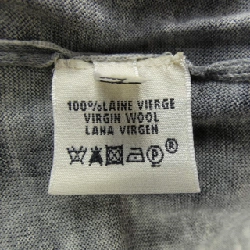 100%LAINE VIERGE
VIRGIN WOOL
LANA VIRGEN
P